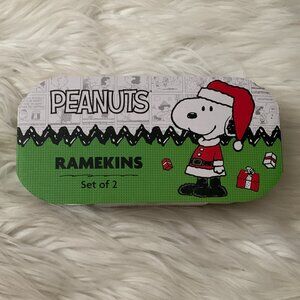 PEANUTS
RAMEKINS
Set of 2